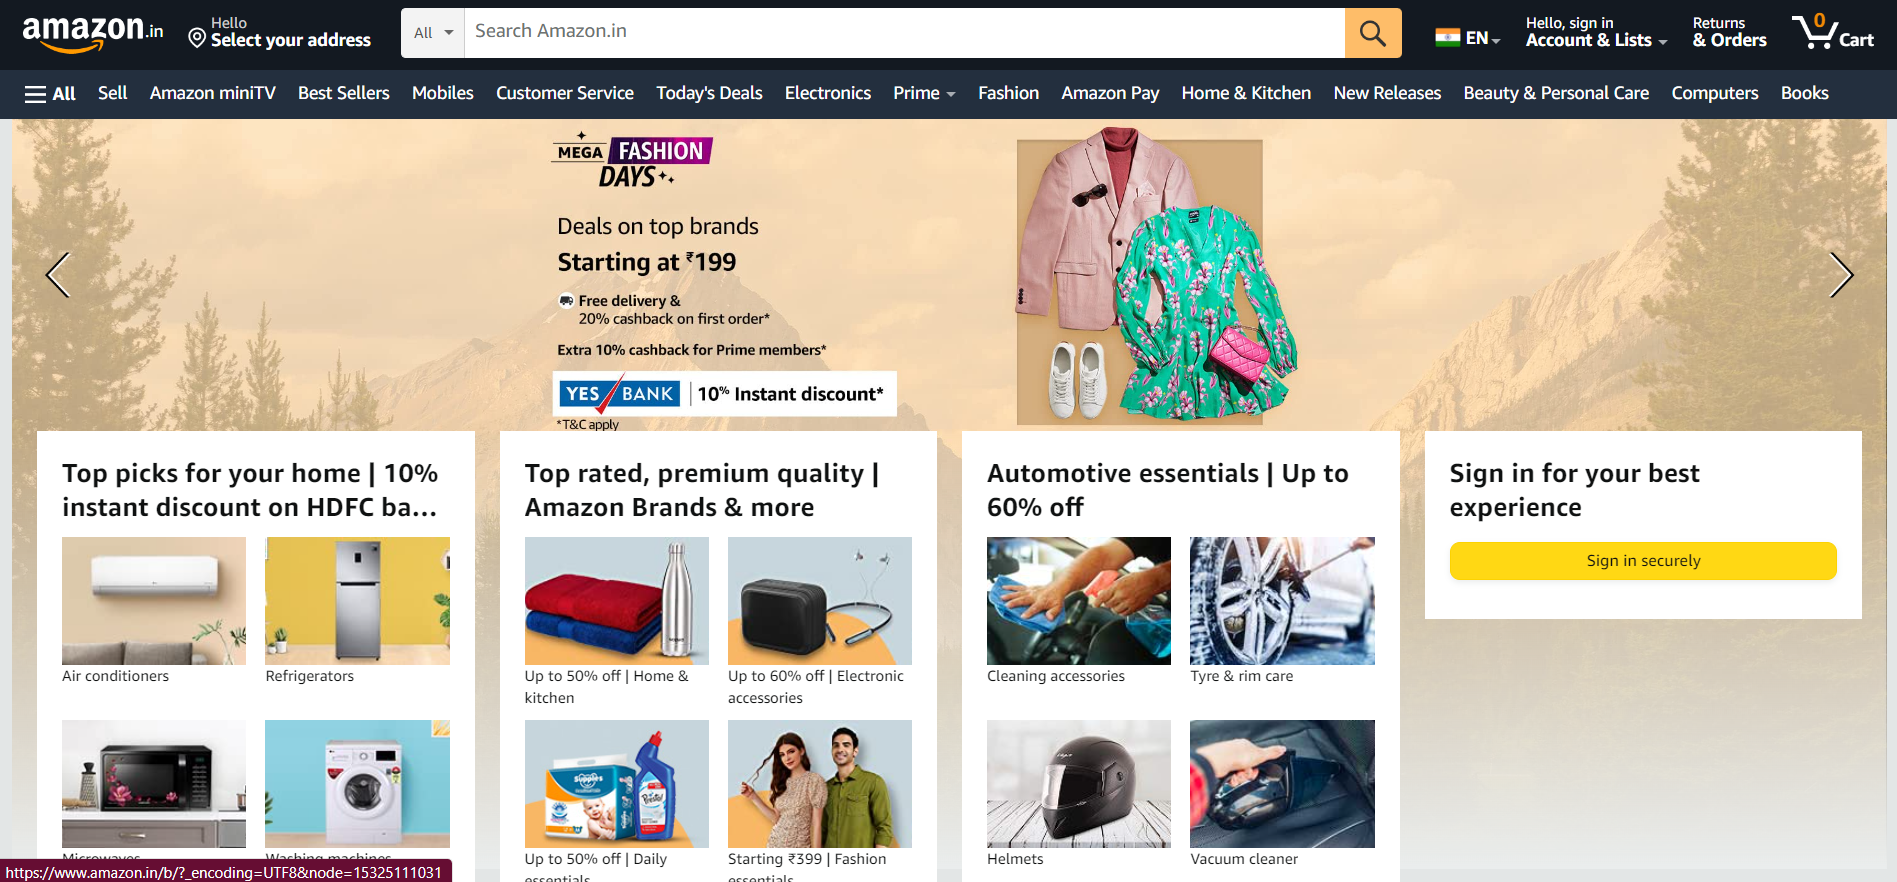 amazon.in
Hello
Select your address
All
Search Amazon.in
EN
Hello, sign in
Account & Lists
Returns
& Orders
0
Cart
All
Sell
Amazon miniTV
Best Sellers
Mobiles
Customer Service
Today's Deals
Electronics
Prime
Fashion
Amazon Pay
Home & Kitchen
New Releases
Beauty & Personal Care
Computers
Books
MEGA FASHION
DAYS
Deals on top brands
Starting at ₹199
Free delivery &
20% cashback on first order*
Extra 10% cashback for Prime members*
YES BANK | 10% Instant discount*
*T&C apply
Top picks for your home | 10%
instant discount on HDFC ba...
Air conditioners
Refrigerators
Microwaves
Washing machines
Top rated, premium quality |
Amazon Brands & more
Up to 50% off | Home &
kitchen
Up to 60% off | Electronic
accessories
Supples
Presto!
Up to 50% off | Daily
essentials
Starting ₹399 | Fashion
essentials
Automotive essentials | Up to
60% off
Cleaning accessories
Tyre & rim care
Helmets
Vacuum cleaner
Sign in for your best
experience
Sign in securely
https://www.amazon.in/b/?_encoding=UTF8&node=15325111031